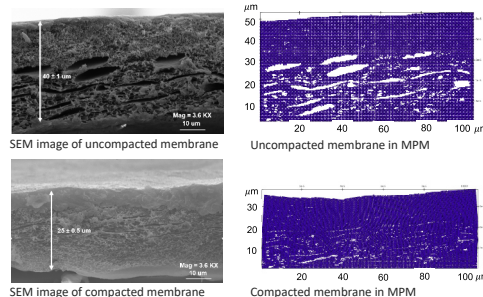 μm
50
40
30
20
10
20 40 60 80 100 μm
40 ± 1 um
Mag = 3.6 KX
10 um
SEM image of uncompacted membrane
Uncompacted membrane in MPM
μm
30
20
10
0
20 40 60 80 100 μm
25 ± 0.5 um
Mag = 3.6 KX
10 um
SEM image of compacted membrane
Compacted membrane in MPM